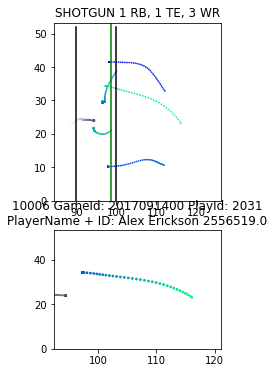 SHOTGUN 1 RB, 1 TE, 3 WR
50
40
30
20
10
0
90 100 110 120
10006 GameId: 2017091400 PlayId: 2031
PlayerName + ID: Alex Erickson 2556519.0
40
20
0
100 110 120